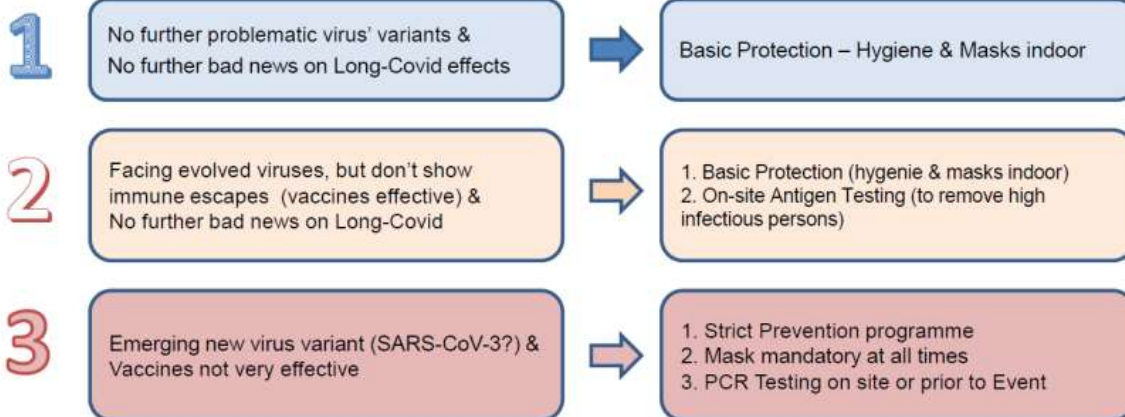 1
No further problematic virus’ variants &
No further bad news on Long-Covid effects
Basic Protection – Hygiene & Masks indoor
2
Facing evolved viruses, but don’t show
immune escapes (vaccines effective) &
No further bad news on Long-Covid
1. Basic Protection (hygenie & masks indoor)
2. On-site Antigen Testing (to remove high
infectious persons)
3
Emerging new virus variant (SARS-CoV-3?) &
Vaccines not very effective
1. Strict Prevention programme
2. Mask mandatory at all times
3. PCR Testing on site or prior to Event